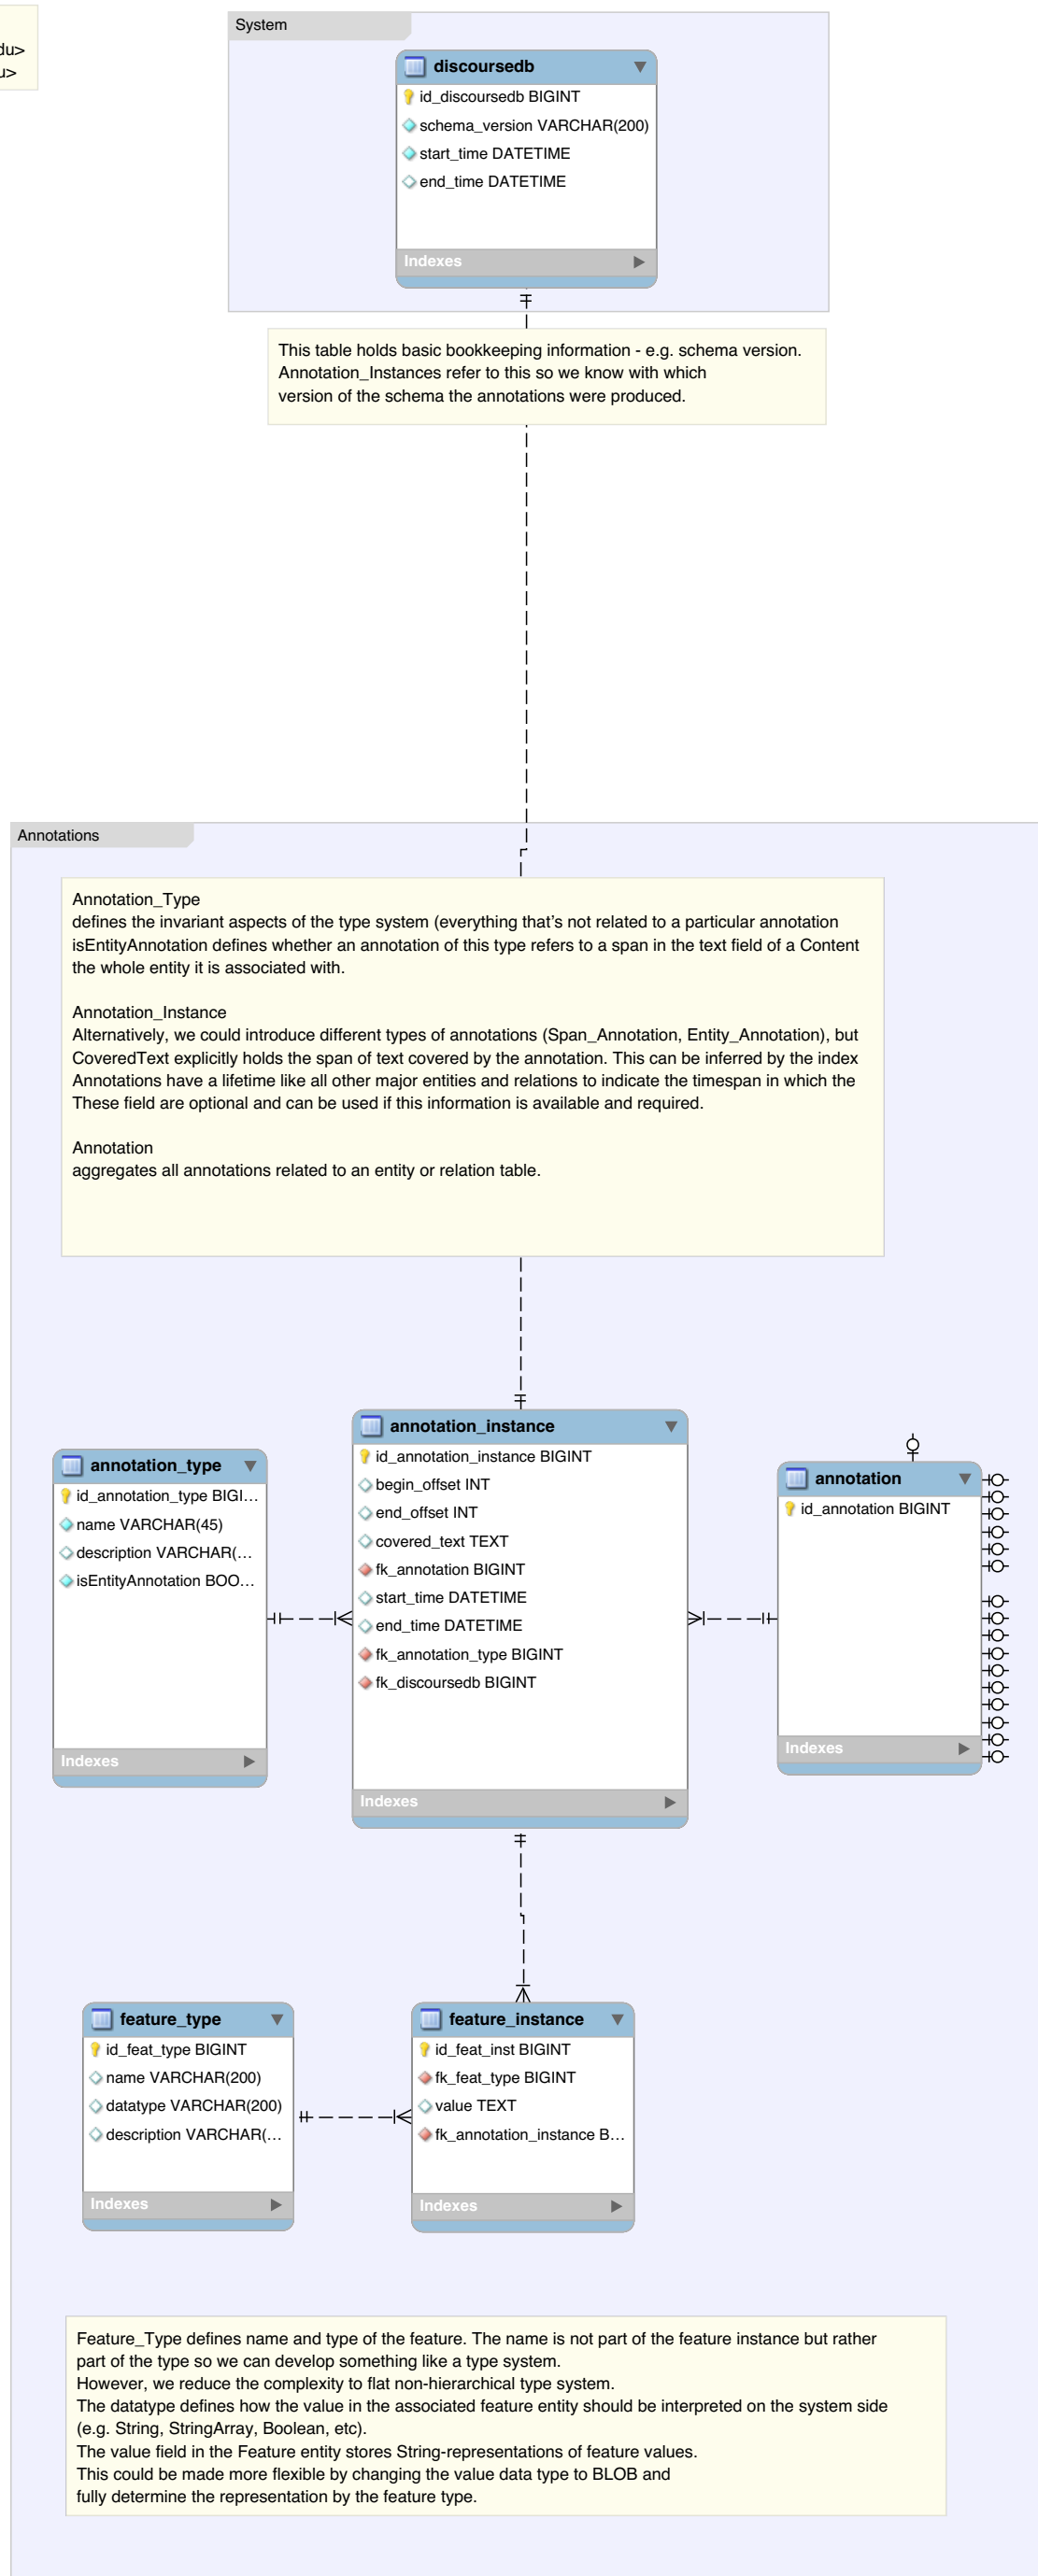 du>
u>
System
discoursedb
id_discoursedb BIGINT
schema_version VARCHAR(200)
start_time DATETIME
end_time DATETIME
Indexes
This table holds basic bookkeeping information - e.g. schema version.
Annotation_Instances refer to this so we know with which
version of the schema the annotations were produced.
Annotations
Annotation_Type
defines the invariant aspects of the type system (everything that's not related to a particular annotation
isEntityAnnotation defines whether an annotation of this type refers to a span in the text field of a Content
the whole entity it is associated with.
Annotation_Instance
Alternatively, we could introduce different types of annotations (Span_Annotation, Entity_Annotation), but
CoveredText explicitly holds the span of text covered by the annotation. This can be inferred by the index
Annotations have a lifetime like all other major entities and relations to indicate the timespan in which the
These field are optional and can be used if this information is available and required.
Annotation
aggregates all annotations related to an entity or relation table.
annotation_type
id_annotation_type BIGI...
name VARCHAR(45)
description VARCHAR(...
isEntityAnnotation BOO...
Indexes
annotation_instance
id_annotation_instance BIGINT
begin_offset INT
end_offset INT
covered_text TEXT
fk_annotation BIGINT
start_time DATETIME
end_time DATETIME
fk_annotation_type BIGINT
fk_discoursedb BIGINT
Indexes
annotation
id_annotation BIGINT
Indexes
feature_type
id_feat_type BIGINT
name VARCHAR(200)
datatype VARCHAR(200)
description VARCHAR(...
Indexes
feature_instance
id_feat_inst BIGINT
fk_feat_type BIGINT
value TEXT
fk_annotation_instance B...
Indexes
Feature_Type defines name and type of the feature. The name is not part of the feature instance but rather
part of the type so we can develop something like a type system.
However, we reduce the complexity to flat non-hierarchical type system.
The datatype defines how the value in the associated feature entity should be interpreted on the system side
(e.g. String, StringArray, Boolean, etc).
The value field in the Feature entity stores String-representations of feature values.
This could be made more flexible by changing the value data type to BLOB and
fully determine the representation by the feature type.